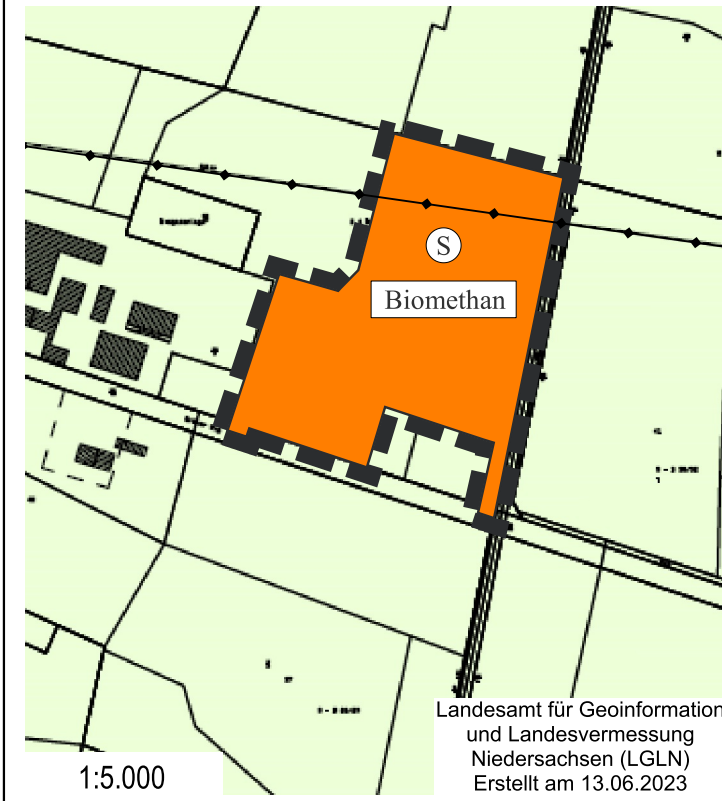 S
Biomethan
1:5.000
Landesamt für Geoinformation
und Landesvermessung
Niedersachsen (LGLN)
Erstellt am 13.06.2023